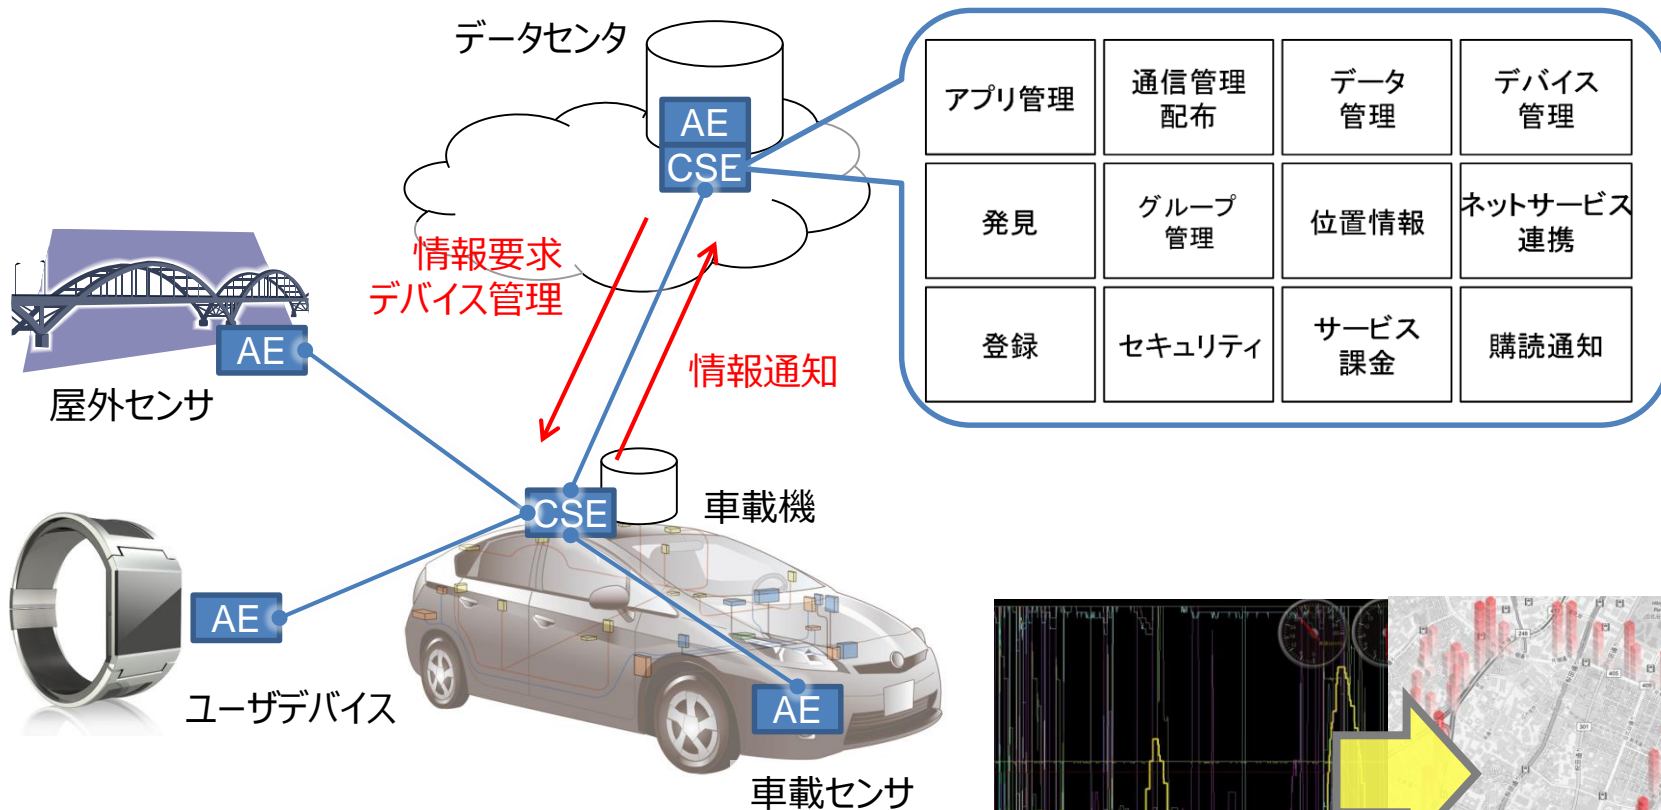 データセンタ
AE
CSE
アプリ管理
通信管理
配布
データ
管理
デバイス
管理
発見
グループ
管理
位置情報
ネットサービス
連携
登録
セキュリティ
サービス
課金
購読通知
情報要求
デバイス管理
情報通知
AE
屋外センサ
CSE
車載機
AE
ユーザデバイス
AE
車載センサ
246
405
301